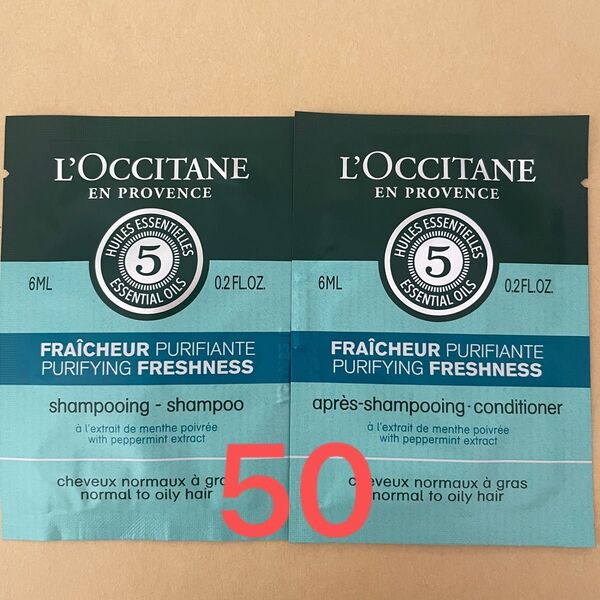 L'OCCITANE
EN PROVENCE
HUILES ESSENTIELLES
5
ESSENTIAL OILS
6ML
0.2FL.OZ.
FRAÎCHEUR PURIFIANTE
PURIFYING FRESHNESS
shampooing - shampoo
à l'extrait de menthe poivrée
with peppermint extract
cheveux normaux à gras
normal to oily hair
L'OCCITANE
EN PROVENCE
HUILES ESSENTIELLES
5
ESSENTIAL OILS
6ML
0.2FL.OZ.
FRAÎCHEUR PURIFIANTE
PURIFYING FRESHNESS
après-shampooing - conditioner
à l'extrait de menthe poivrée
with peppermint extract
cheveux normaux à gras
normal to oily hair
50